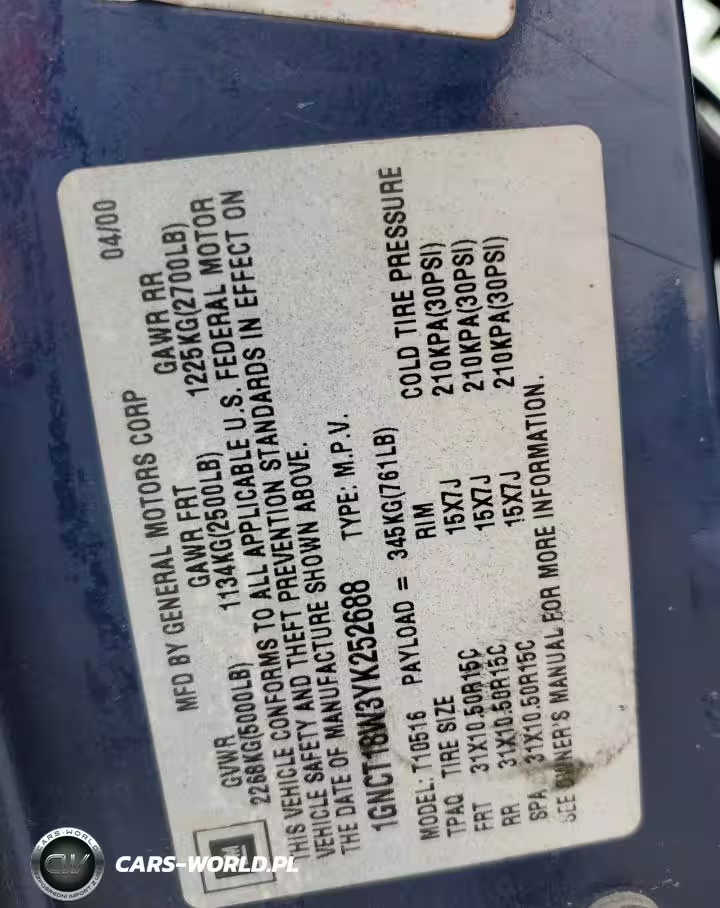 MFD BY GENERAL MOTORS CORP 04/00
GVWR GAWR FRT GAWR RR
2268KG(5000LB) 1134KG(2500LB) 1225KG(2700LB)
THIS VEHICLE CONFORMS TO ALL APPLICABLE U.S. FEDERAL MOTOR
VEHICLE SAFETY AND THEFT PREVENTION STANDARDS IN EFFECT ON
THE DATE OF MANUFACTURE SHOWN ABOVE.
1GNCT18W3YK252688 TYPE: M.P.V.
MODEL: T10516 PAYLOAD = 345KG(761LB)
TPAQ TIRE SIZE RIM COLD TIRE PRESSURE
FRT 31X10.50R15C 15X7J 210KPA(30PSI)
RR 31X10.50R15C 15X7J 210KPA(30PSI)
SPA 31X10.50R15C 15X7J 210KPA(30PSI)
SEE OWNER'S MANUAL FOR MORE INFORMATION.
GM
CARS-WORLD
CW
CARS-WORLD.PL